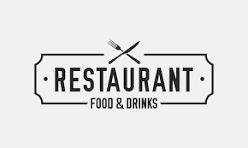 · RESTAURANT ·
FOOD & DRINKS